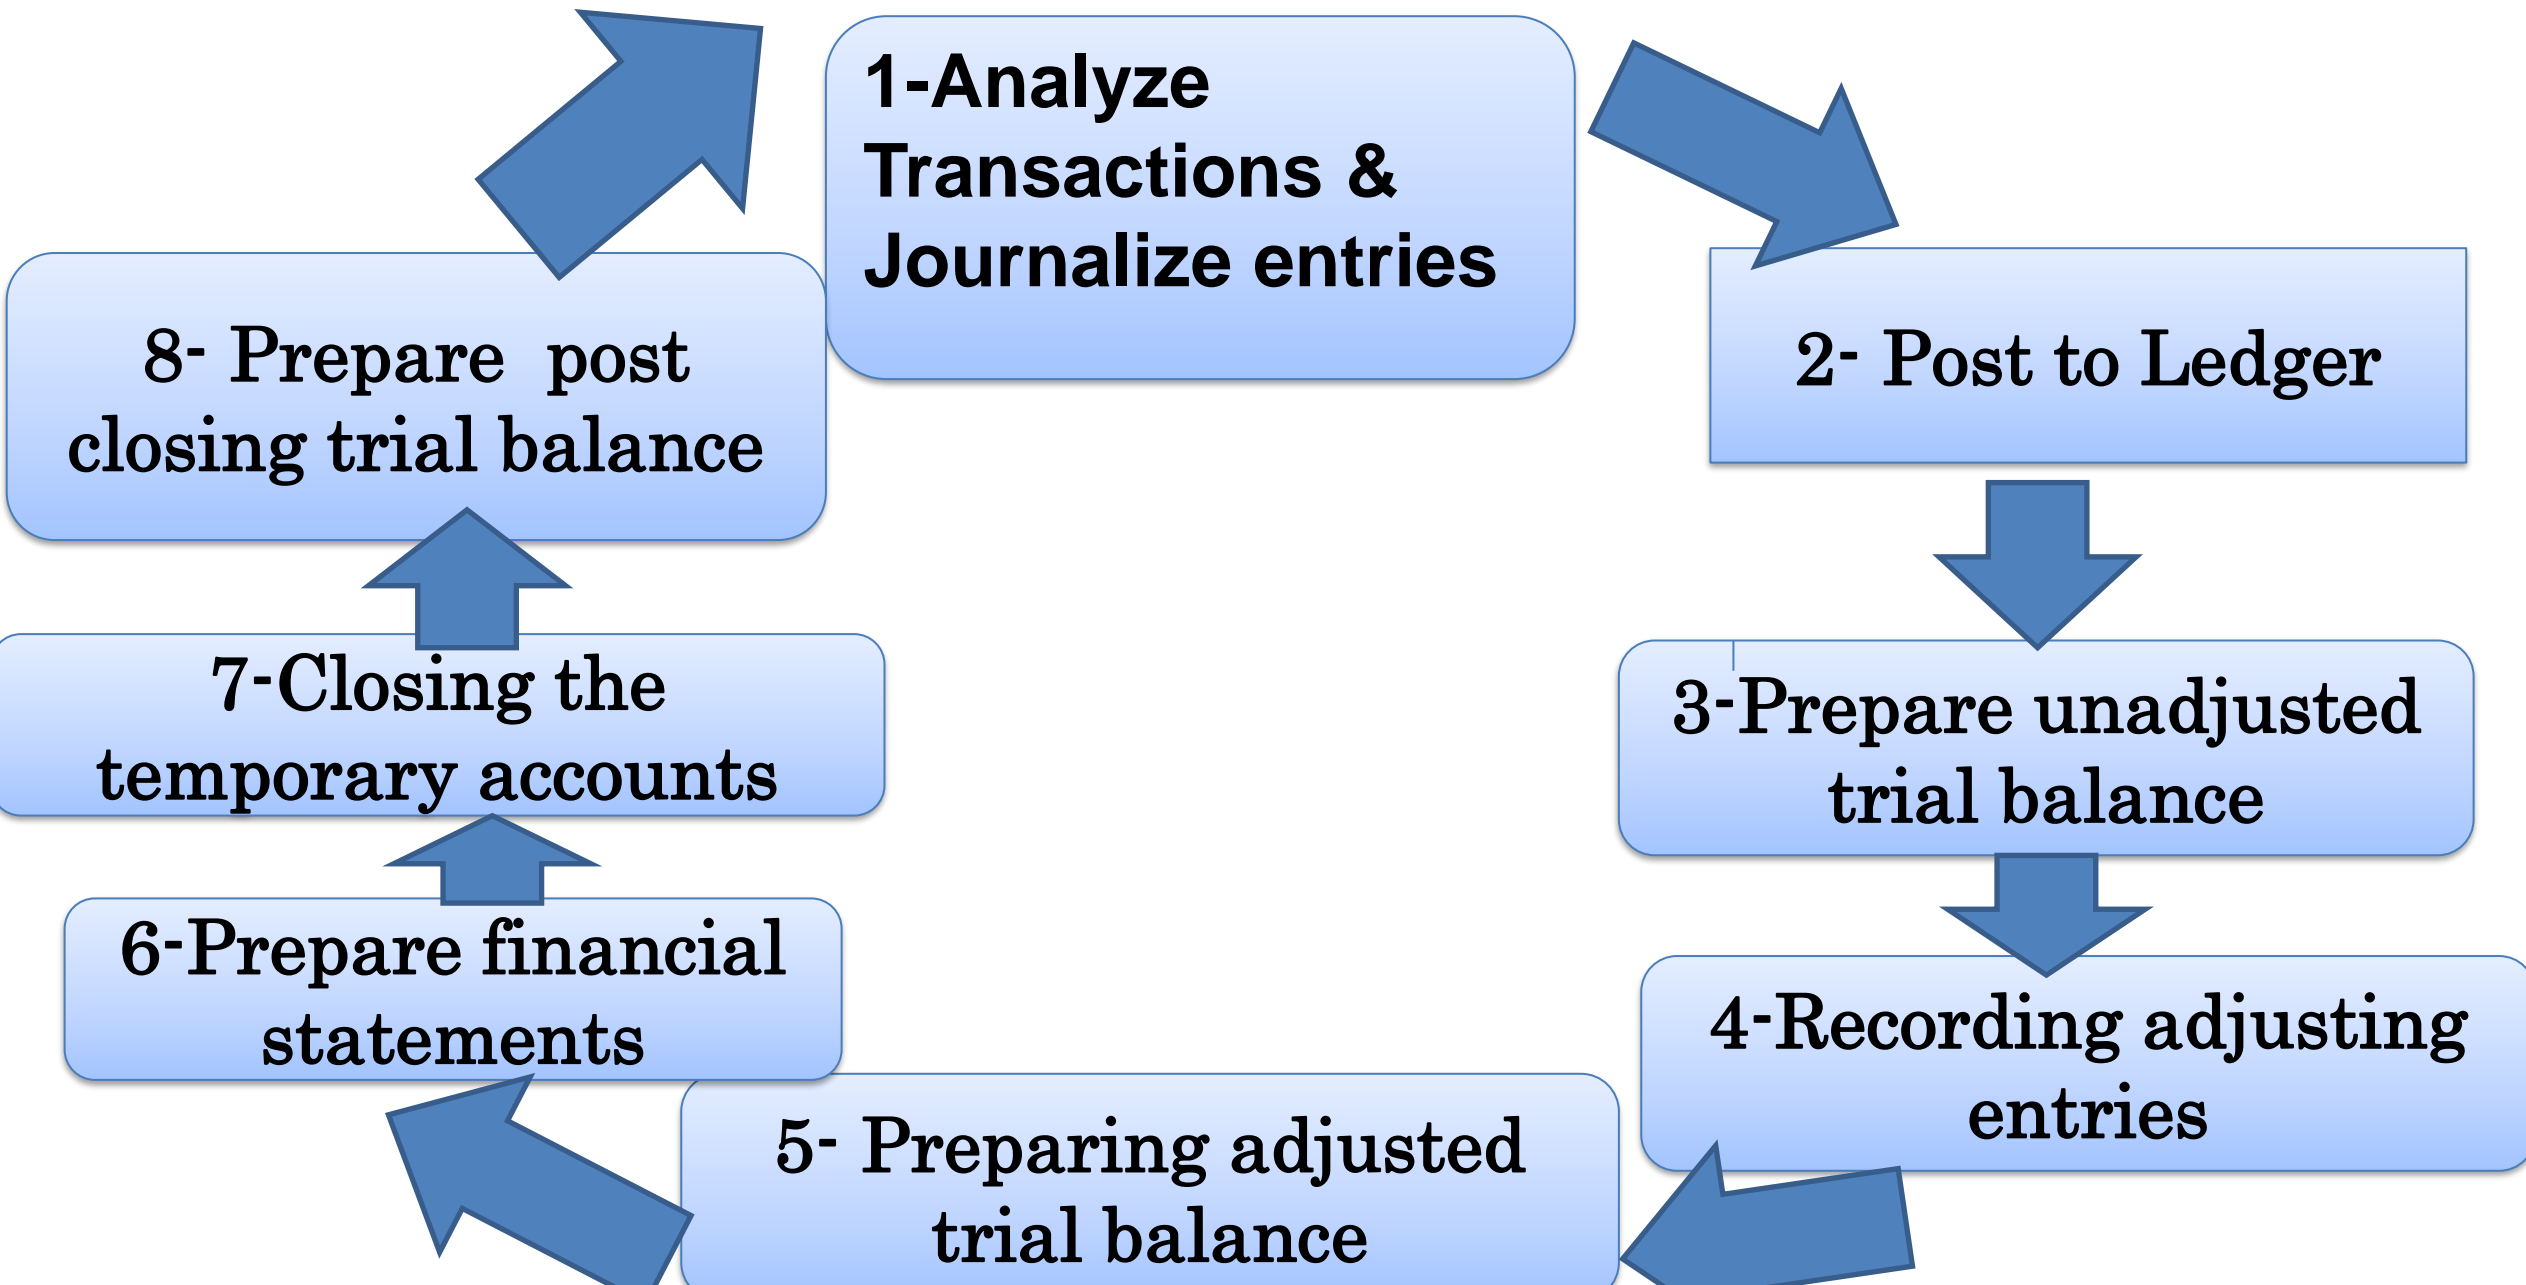 1-Analyze
Transactions &
Journalize entries
2- Post to Ledger
3-Prepare unadjusted
trial balance
4-Recording adjusting
entries
5- Preparing adjusted
trial balance
6-Prepare financial
statements
7-Closing the
temporary accounts
8- Prepare  post
closing trial balance